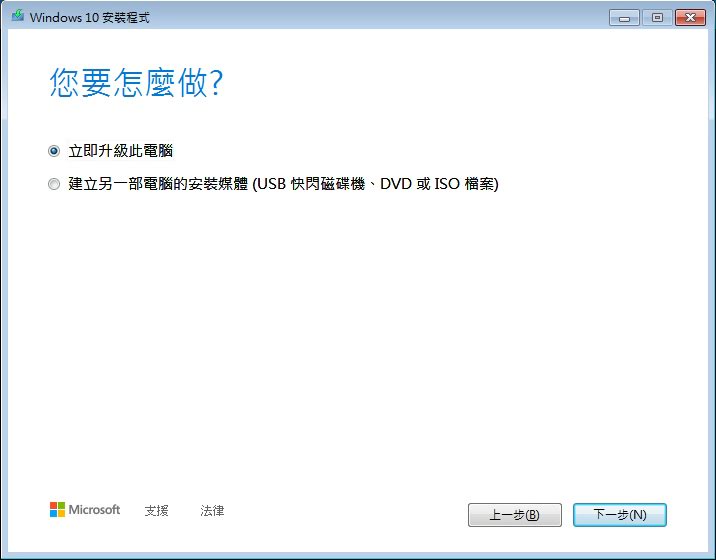 Windows 10 安裝程式
您要怎麼做?
立即升級此電腦
建立另一部電腦的安裝媒體 (USB 快閃磁碟機、DVD 或 ISO 檔案)
Microsoft 支援 法律 上一步(B) 下一步(N)